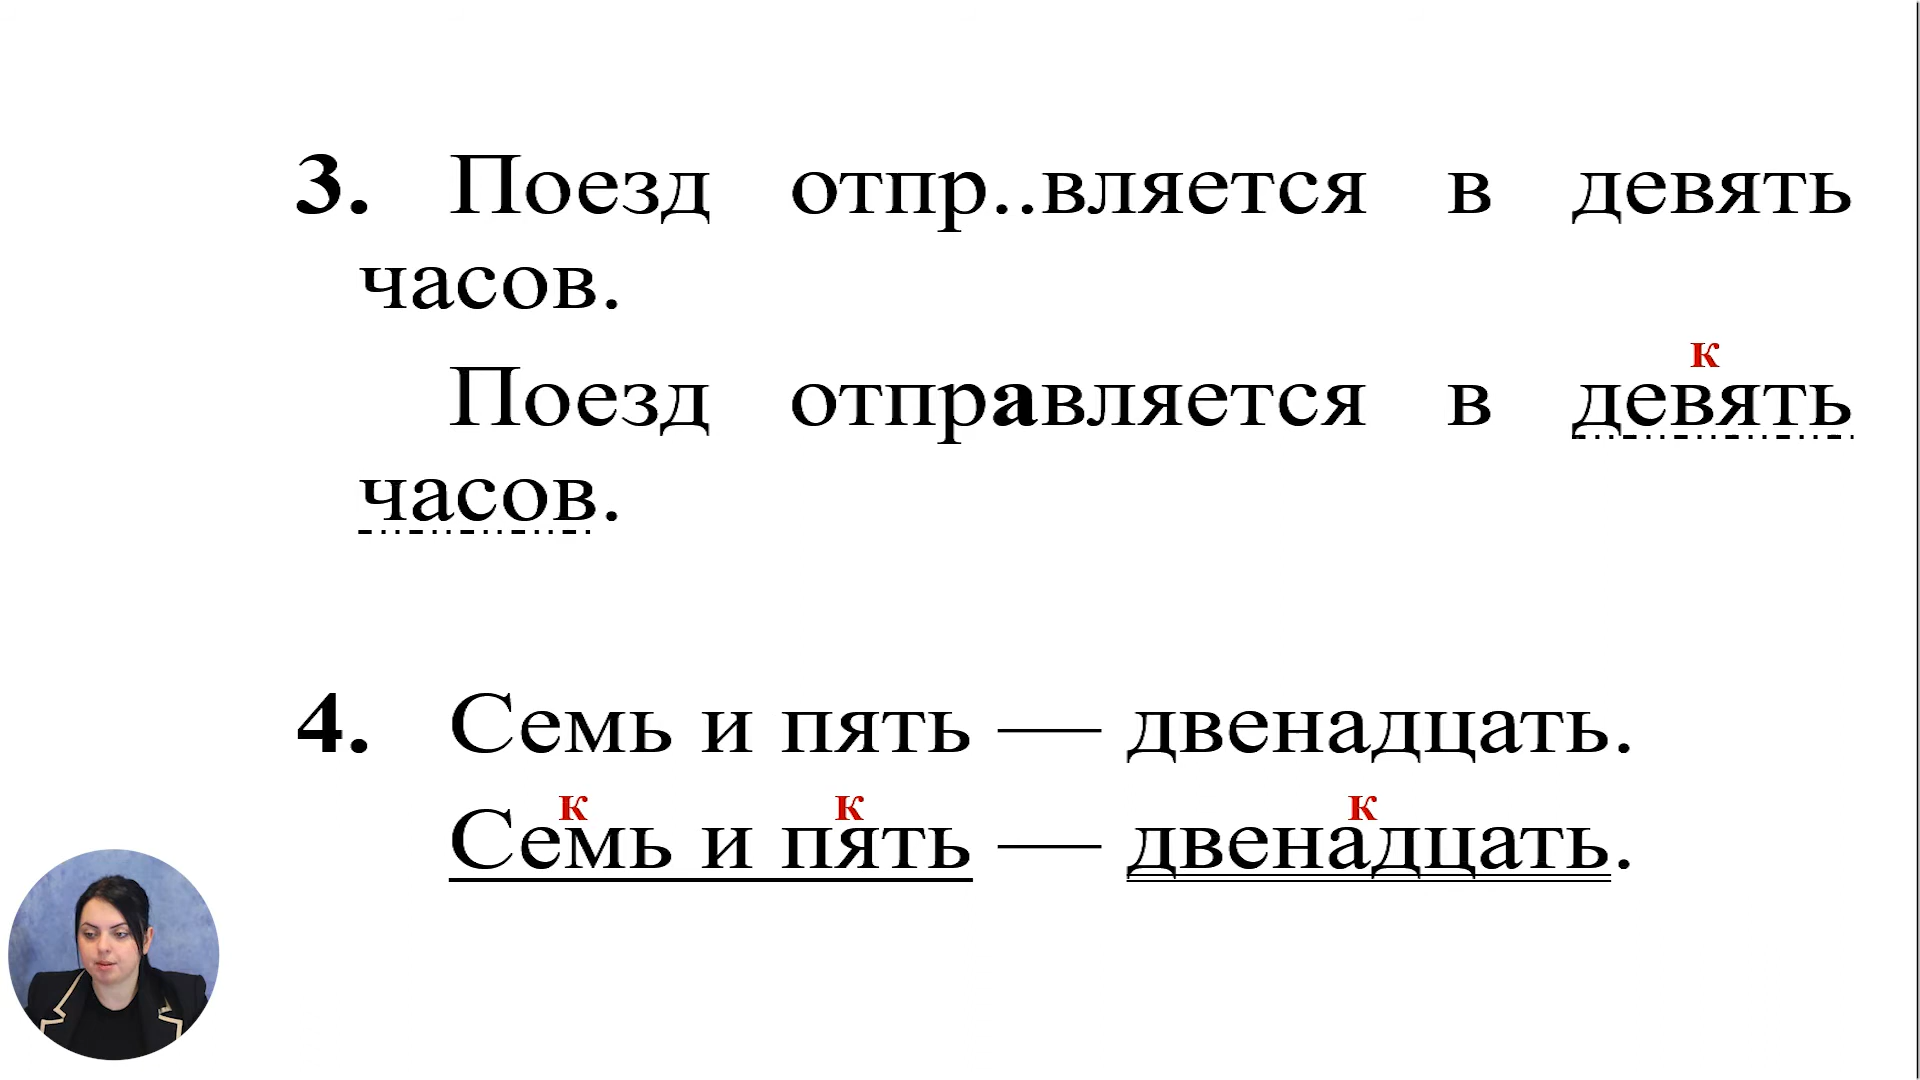 3. Поезд отпр..вляется в девять
часов.
к
Поезд отправляется в девять
часов.
4. Семь и пять — двенадцать.
к к к
Семь и пять — двенадцать.